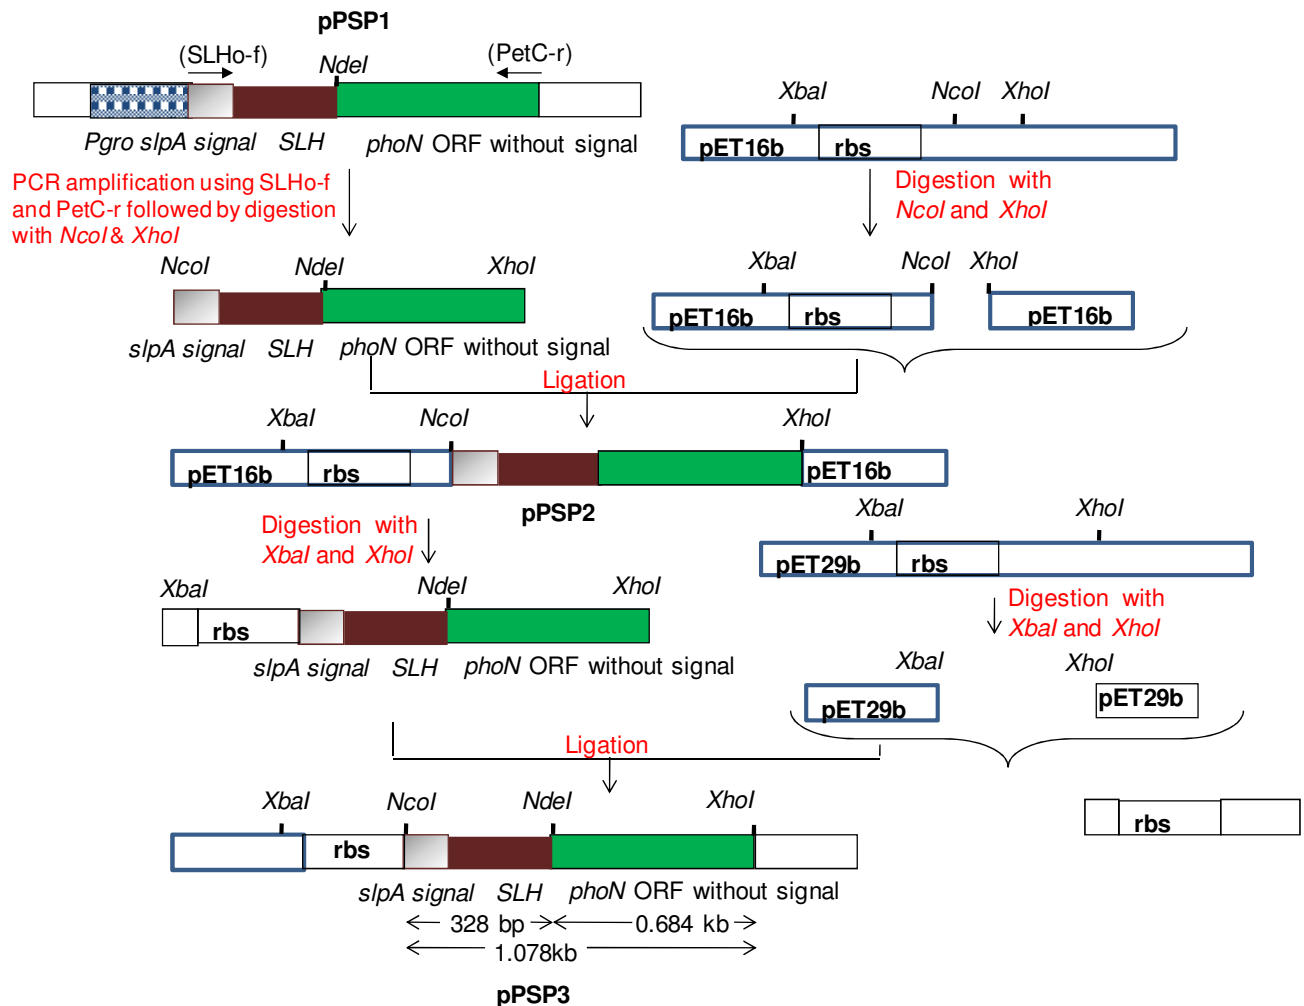 pPSP1
(SLHo-f)
(PetC-r)
NdeI
Pgro slpA signal SLH phoN ORF without signal
XbaI NcoI XhoI
pET16b rbs
PCR amplification using SLHo-f
and PetC-r followed by digestion
with NcoI & XhoI
Digestion with
NcoI and XhoI
NcoI NdeI XhoI
slpA signal SLH phoN ORF without signal
XbaI NcoI XhoI
pET16b rbs pET16b
Ligation
XbaI NcoI XhoI
pET16b rbs pET16b
pPSP2
Digestion with
XbaI and XhoI
XbaI XhoI
pET29b rbs
Digestion with
XbaI and XhoI
XbaI NdeI XhoI
rbs
slpA signal SLH phoN ORF without signal
XbaI XhoI
pET29b pET29b
Ligation
rbs
XbaI NcoI NdeI XhoI
rbs
slpA signal SLH phoN ORF without signal
328 bp 0.684 kb
1.078kb
pPSP3